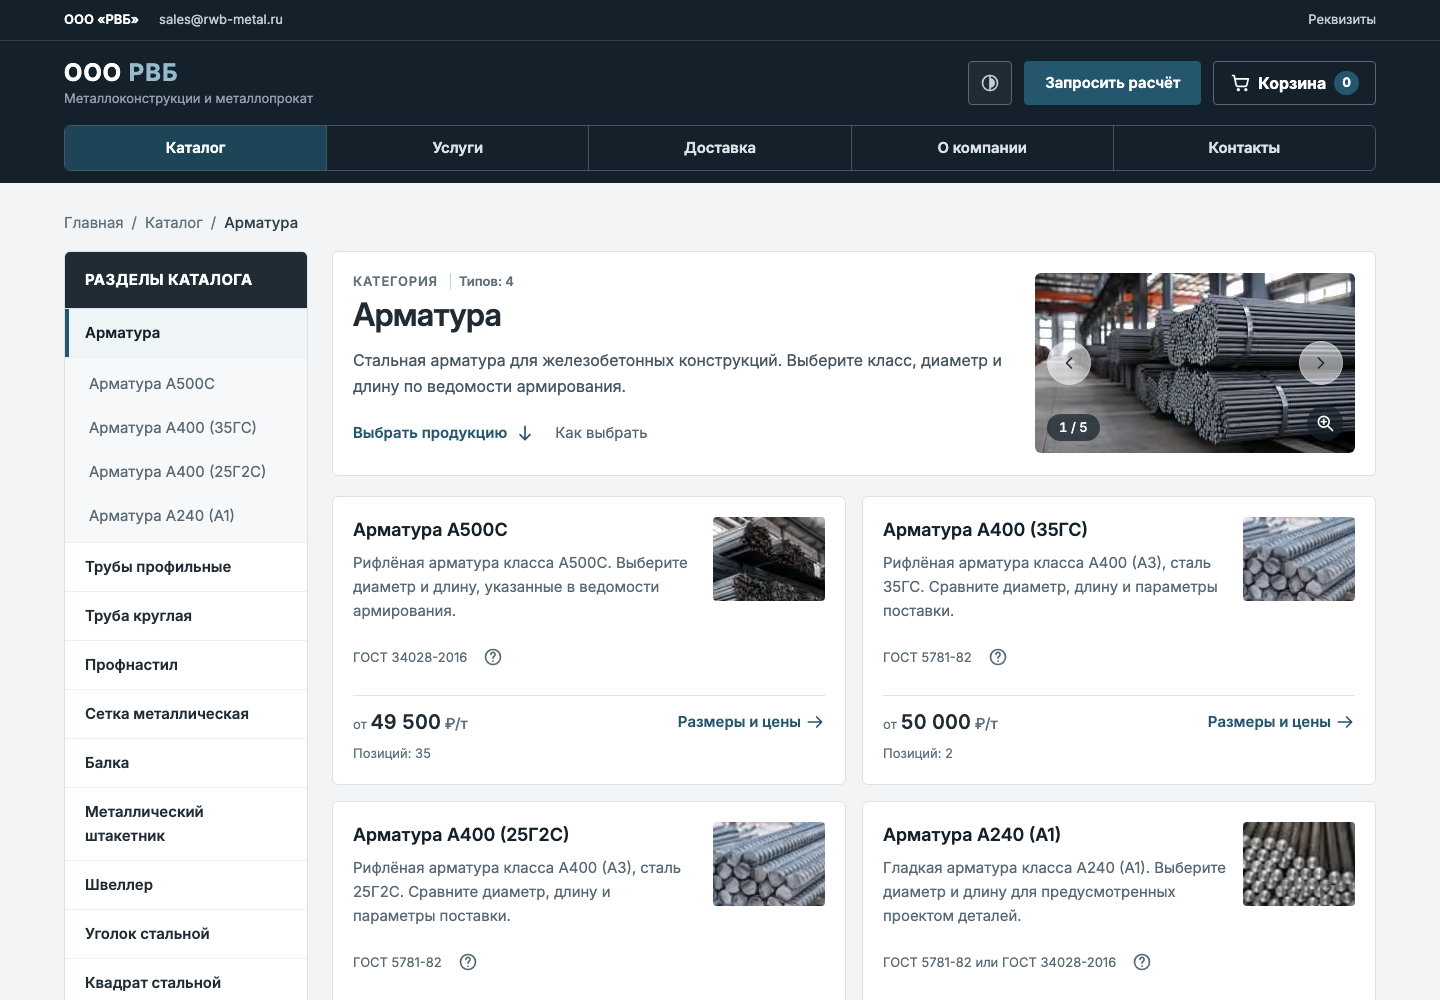 ООО «РВБ» sales@rwb-metal.ru Реквизиты
ООО РВБ
Металлоконструкции и металлопрокат
Запросить расчёт
Корзина 0
Каталог Услуги Доставка О компании Контакты
Главная / Каталог / Арматура
РАЗДЕЛЫ КАТАЛОГА
Арматура
Арматура А500С
Арматура А400 (35ГС)
Арматура А400 (25Г2С)
Арматура А240 (А1)
Трубы профильные
Труба круглая
Профнастил
Сетка металлическая
Балка
Металлический
штакетник
Швеллер
Уголок стальной
Квадрат стальной
КАТЕГОРИЯ Типов: 4
Арматура
Стальная арматура для железобетонных конструкций. Выберите класс, диаметр и
длину по ведомости армирования.
Выбрать продукцию ↓ Как выбрать
1 / 5
Арматура А500С
Рифлёная арматура класса А500С. Выберите
диаметр и длину, указанные в ведомости
армирования.
ГОСТ 34028-2016 ?
от 49 500 ₽/т Размеры и цены →
Позиций: 35
Арматура А400 (35ГС)
Рифлёная арматура класса А400 (А3), сталь
35ГС. Сравните диаметр, длину и параметры
поставки.
ГОСТ 5781-82 ?
от 50 000 ₽/т Размеры и цены →
Позиций: 2
Арматура А400 (25Г2С)
Рифлёная арматура класса А400 (А3), сталь
25Г2С. Сравните диаметр, длину и
параметры поставки.
ГОСТ 5781-82 ?
Арматура А240 (А1)
Гладкая арматура класса А240 (А1). Выберите
диаметр и длину для предусмотренных
проектом деталей.
ГОСТ 5781-82 или ГОСТ 34028-2016 ?